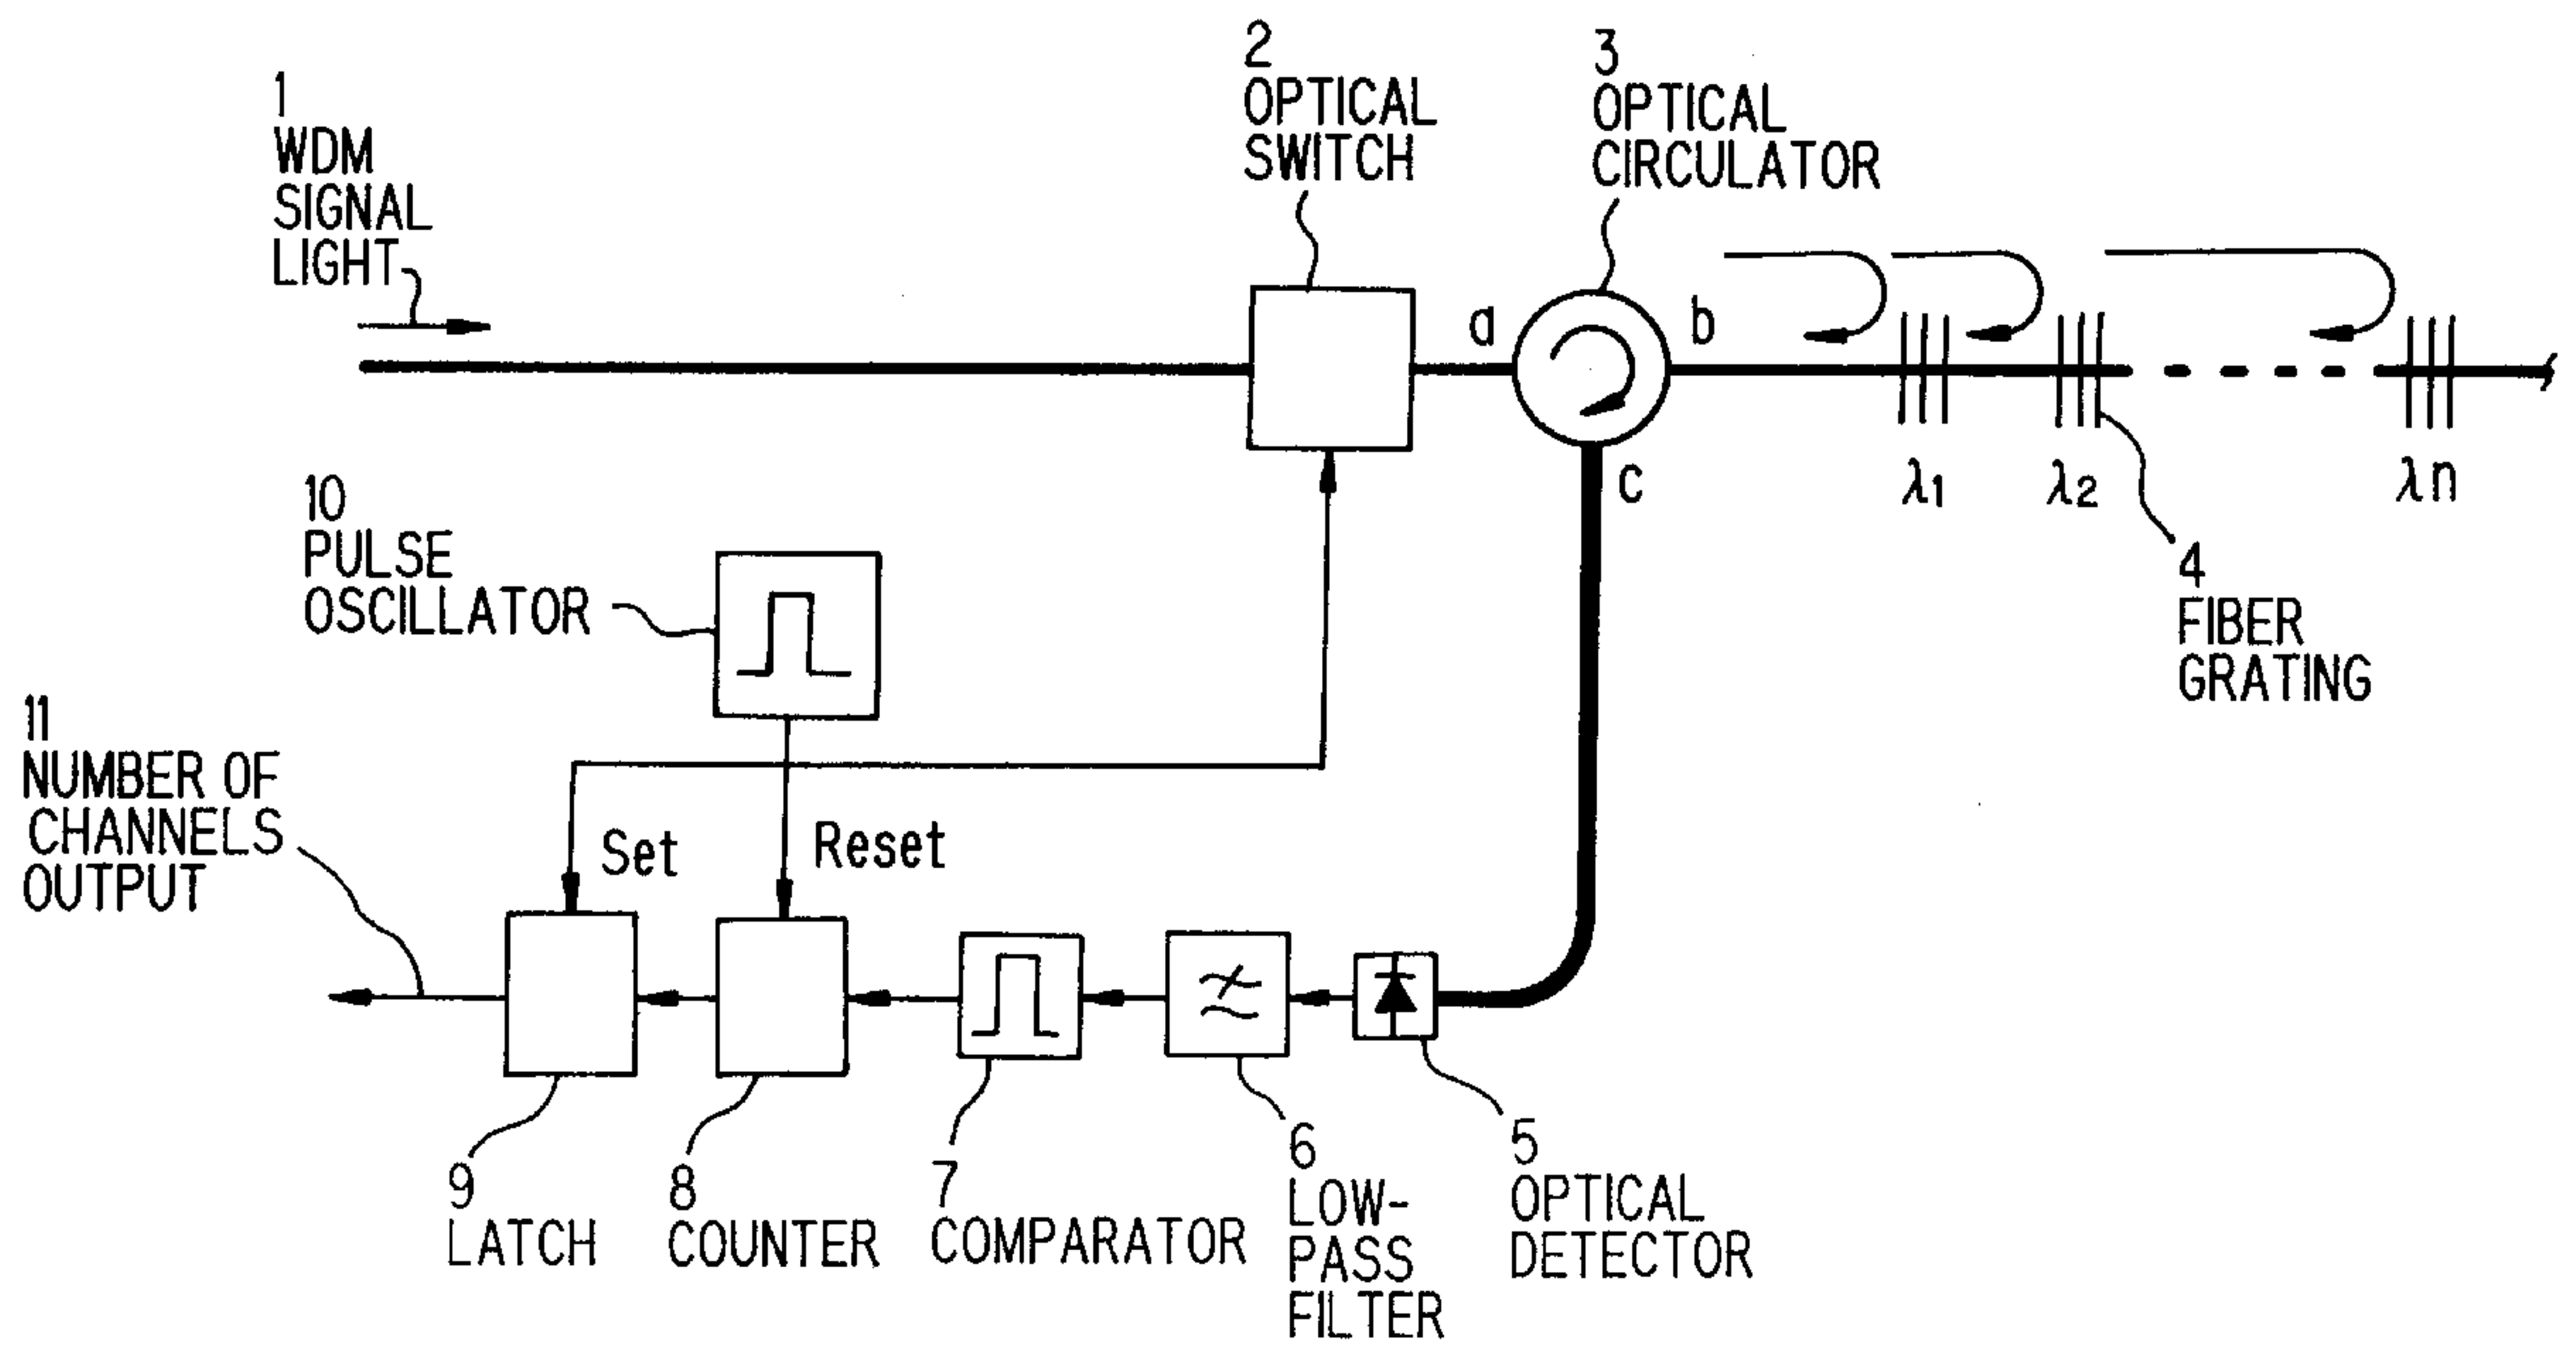 1
WDM
SIGNAL
LIGHT
2
OPTICAL
SWITCH
3
OPTICAL
CIRCULATOR
a
b
c
λ1
λ2
λn
4
FIBER
GRATING
10
PULSE
OSCILLATOR
11
NUMBER OF
CHANNELS
OUTPUT
Set
Reset
9
LATCH
8
COUNTER
7
COMPARATOR
6
LOW-
PASS
FILTER
5
OPTICAL
DETECTOR